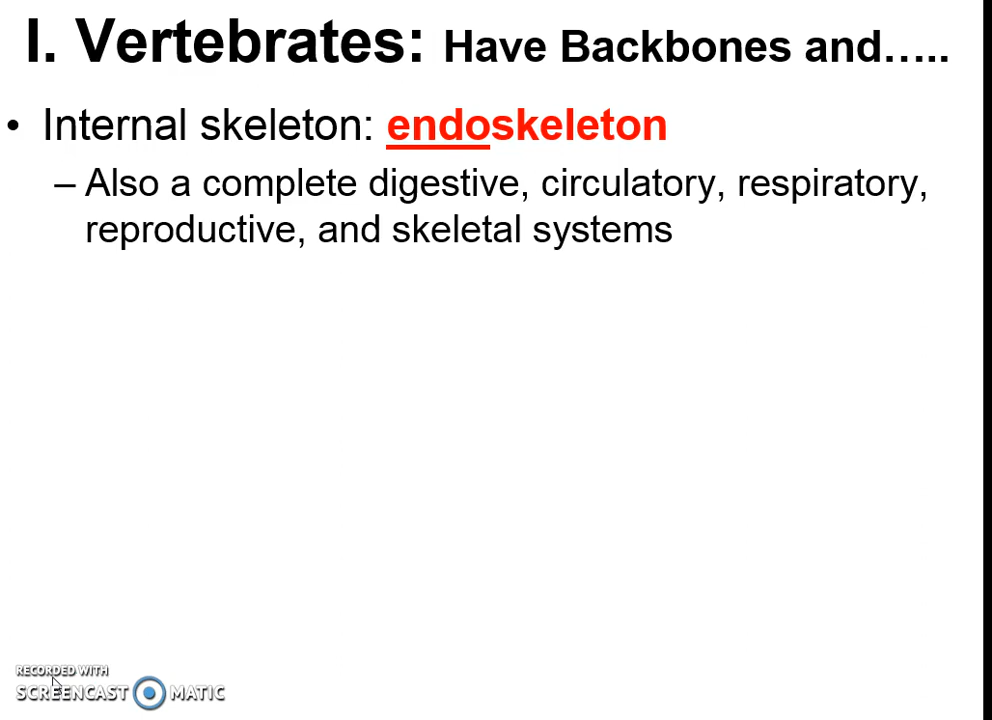 I. Vertebrates: Have Backbones and…..
• Internal skeleton: endoskeleton
– Also a complete digestive, circulatory, respiratory,
reproductive, and skeletal systems
RECORDED WITH
SCREENCAST MATIC